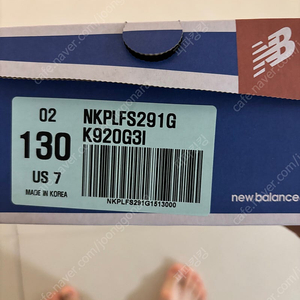 02
130
US 7
MADE IN KOREA
NKPLFS291G
K920G3I
NKPLFS291G1513000
new balance